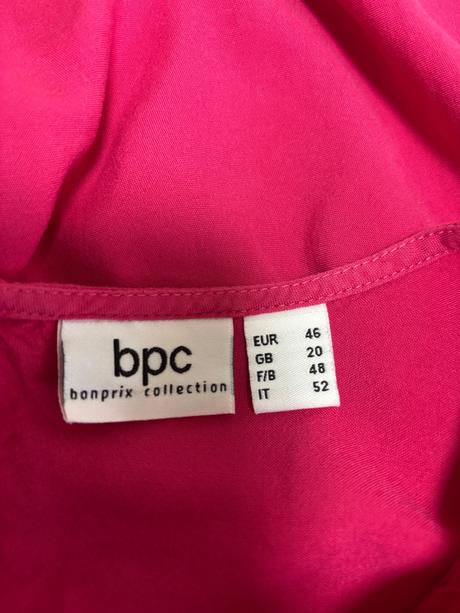 bpc
bonprix collection
EUR 46
GB 20
F/B 48
IT 52